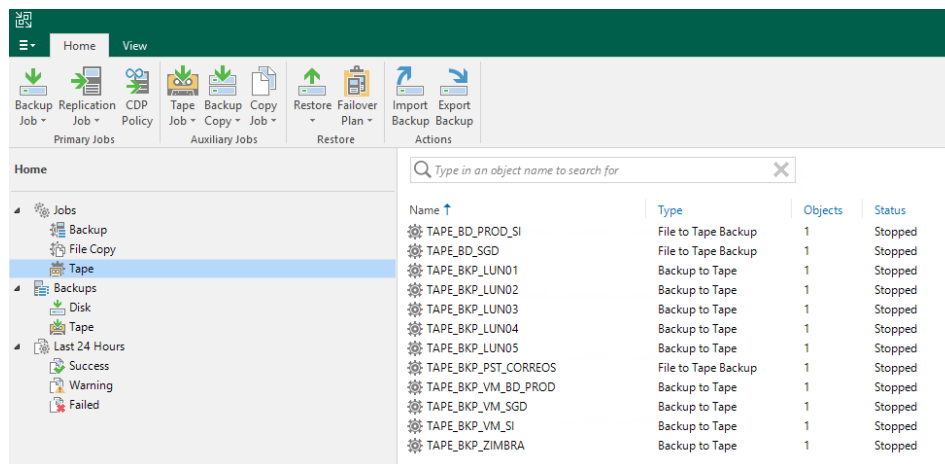 Home View
Backup Job Replication Job CDP Policy Tape Job Backup Copy Copy Job Restore Failover Plan Import Backup Export Backup
Primary Jobs Auxiliary Jobs Restore Actions
Home
Type in an object name to search for
Jobs
Backup
File Copy
Tape
Backups
Disk
Tape
Last 24 Hours
Success
Warning
Failed
Name Type Objects Status
TAPE_BD_PROD_SI File to Tape Backup 1 Stopped
TAPE_BD_SGD File to Tape Backup 1 Stopped
TAPE_BKP_LUN01 Backup to Tape 1 Stopped
TAPE_BKP_LUN02 Backup to Tape 1 Stopped
TAPE_BKP_LUN03 Backup to Tape 1 Stopped
TAPE_BKP_LUN04 Backup to Tape 1 Stopped
TAPE_BKP_LUN05 Backup to Tape 1 Stopped
TAPE_BKP_PST_CORREOS File to Tape Backup 1 Stopped
TAPE_BKP_VM_BD_PROD Backup to Tape 1 Stopped
TAPE_BKP_VM_SGD Backup to Tape 1 Stopped
TAPE_BKP_VM_SI Backup to Tape 1 Stopped
TAPE_BKP_ZIMBRA Backup to Tape 1 Stopped